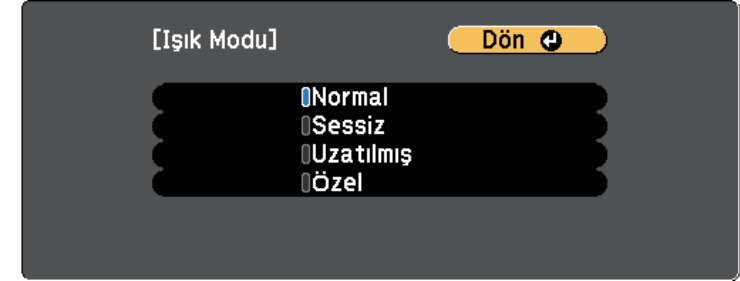 [Işık Modu] Dön
Normal
Sessiz
Uzatılmış
Özel